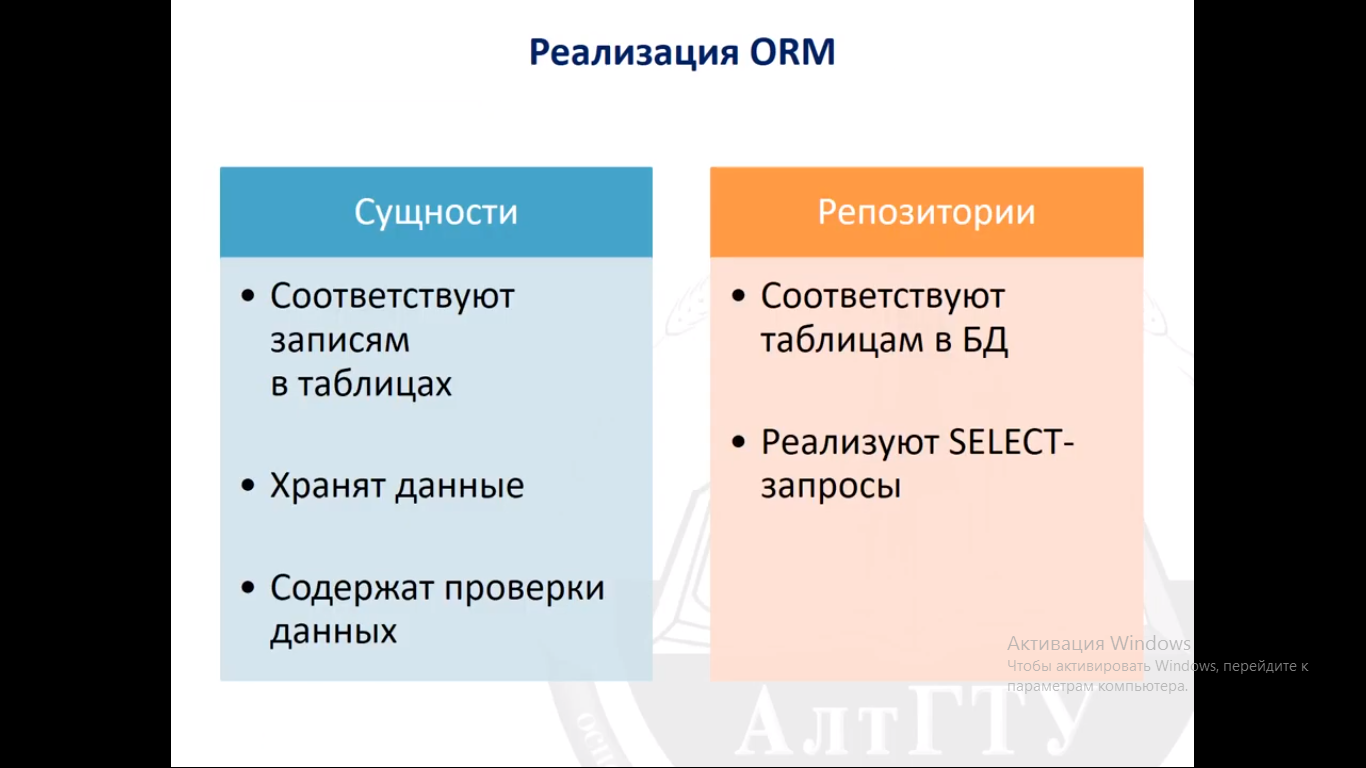 Реализация ORM
Сущности
• Соответствуют
записям
в таблицах
• Хранят данные
• Содержат проверки
данных
Репозитории
• Соответствуют
таблицам в БД
• Реализуют SELECT-
запросы
Активация Windows
Чтобы активировать Windows, перейдите к
параметрам компьютера.
АлтГТУ